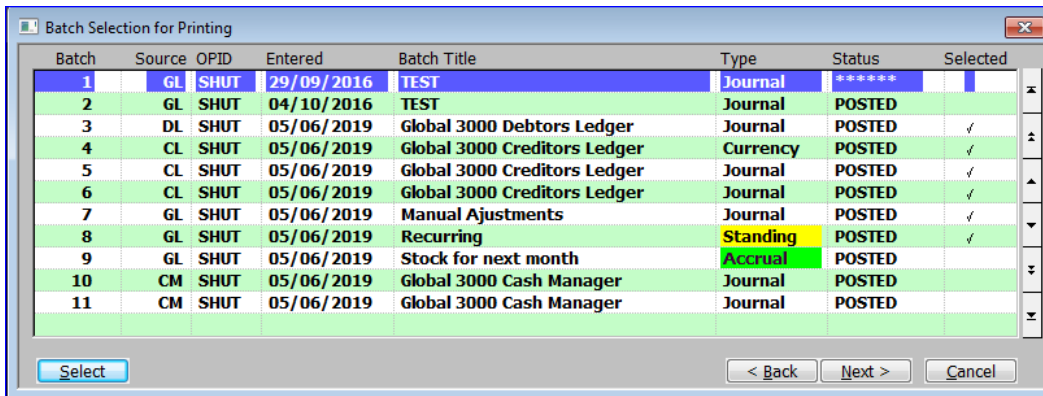 Batch Selection for Printing
Batch Source OPID Entered Batch Title Type Status Selected
1 GL SHUT 29/09/2016 TEST Journal ******
2 GL SHUT 04/10/2016 TEST Journal POSTED
3 DL SHUT 05/06/2019 Global 3000 Debtors Ledger Journal POSTED √
4 CL SHUT 05/06/2019 Global 3000 Creditors Ledger Currency POSTED √
5 CL SHUT 05/06/2019 Global 3000 Creditors Ledger Journal POSTED √
6 CL SHUT 05/06/2019 Global 3000 Creditors Ledger Journal POSTED √
7 GL SHUT 05/06/2019 Manual Ajustments Journal POSTED √
8 GL SHUT 05/06/2019 Recurring Standing POSTED √
9 GL SHUT 05/06/2019 Stock for next month Accrual POSTED
10 CM SHUT 05/06/2019 Global 3000 Cash Manager Journal POSTED
11 CM SHUT 05/06/2019 Global 3000 Cash Manager Journal POSTED
Select < Back Next > Cancel